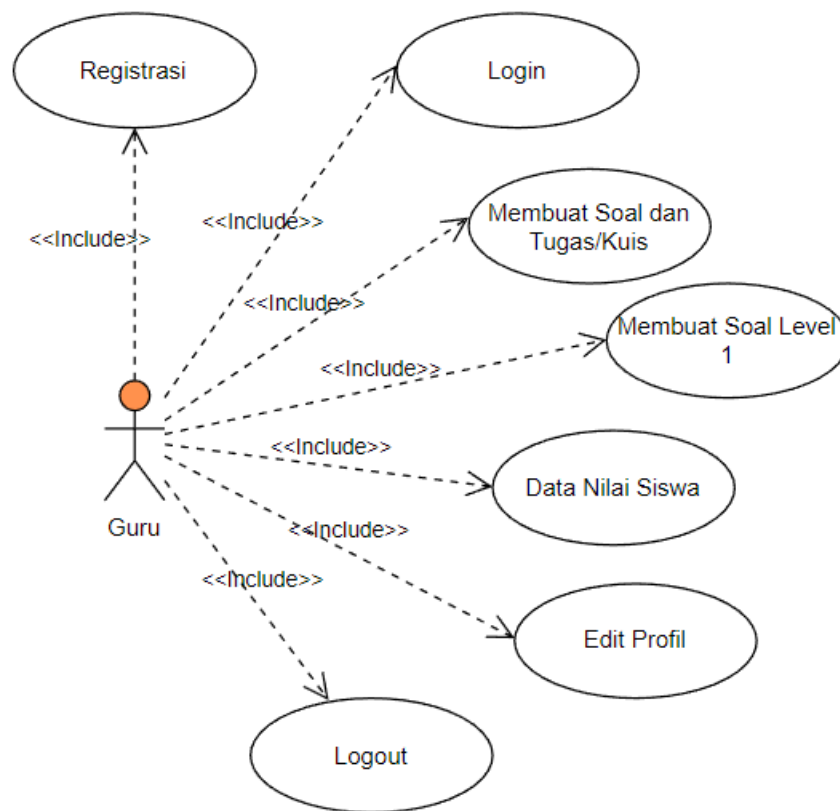 Registrasi
Login
<<Include>>
<<Include>>
Membuat Soal dan
Tugas/Kuis
<<Include>>
Membuat Soal Level
1
<<Include>>
<<Include>>
Data Nilai Siswa
Guru
<<Include>>
<<Include>>
Edit Profil
Logout